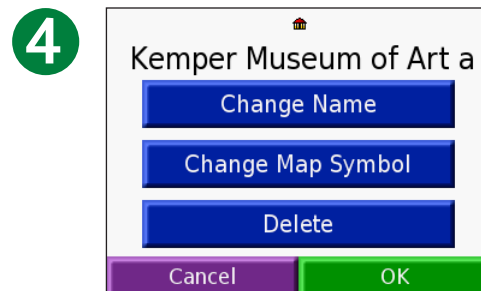 4
Kemper Museum of Art a
Change Name
Change Map Symbol
Delete
Cancel OK